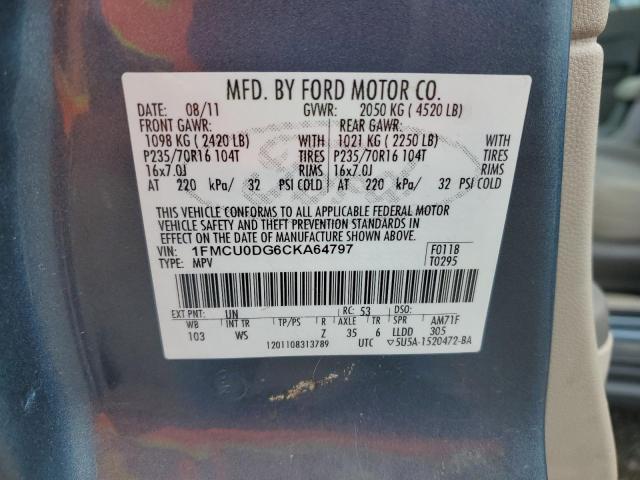 MFD. BY FORD MOTOR CO.
DATE: 08/11 GVWR: 2050 KG ( 4520 LB)
FRONT GAWR: REAR GAWR:
1098 KG ( 2420 LB) WITH 1021 KG ( 2250 LB) WITH
P235/70R16 104T TIRES P235/70R16 104T TIRES
16x7.0J RIMS 16x7.0J RIMS
AT 220 kPa/ 32 PSI COLD AT 220 kPa/ 32 PSI COLD
THIS VEHICLE CONFORMS TO ALL APPLICABLE FEDERAL MOTOR
VEHICLE SAFETY AND THEFT PREVENTION STANDARDS IN
EFFECT ON THE DATE OF MANUFACTURE SHOWN ABOVE.
VIN: 1FMCU0DG6CKA64797 F0118
TYPE: MPV T0295
EXT PNT: UN RC: 53 DSO:
WB INT TR TP/PS R AXLE TR SPR AM71F
103 WS Z 35 6 LLDD 305
1201108313789 UTC ▽5U5A-1520472-BA